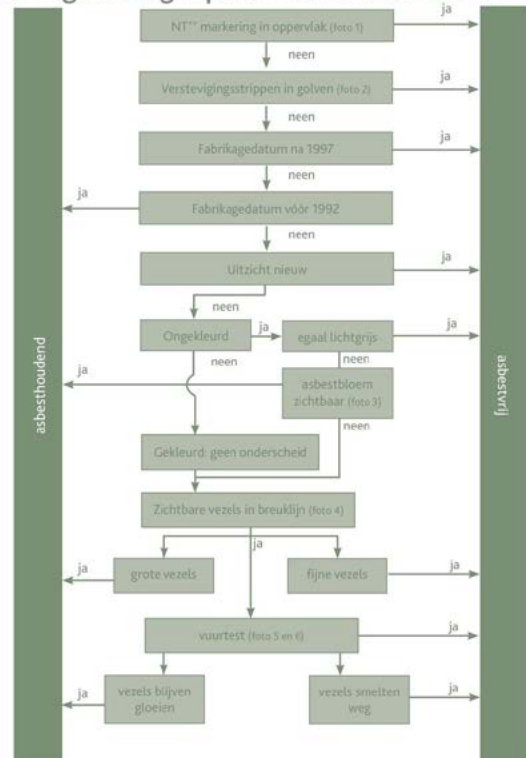 ja
NT** markering in oppervlak (foto 1)
neen
ja
Verstevigingsstrippen in golven (foto 2)
neen
ja
Fabrikagedatum na 1997
neen
ja
Fabrikagedatum vóór 1992
neen
ja
Uitzicht nieuw
neen
ja
Ongekleurd
ja
egaal lichtgrijs
neen
neen
ja
asbestbloem
zichtbaar (foto 3)
neen
Gekleurd: geen onderscheid
Zichtbare vezels in breuklijn (foto 4)
ja
ja
grote vezels
fijne vezels
ja
vuurtest (foto 5 en 6)
ja
ja
vezels blijven
gloeien
vezels smelten
weg
ja
asbesthoudend
asbestvrij